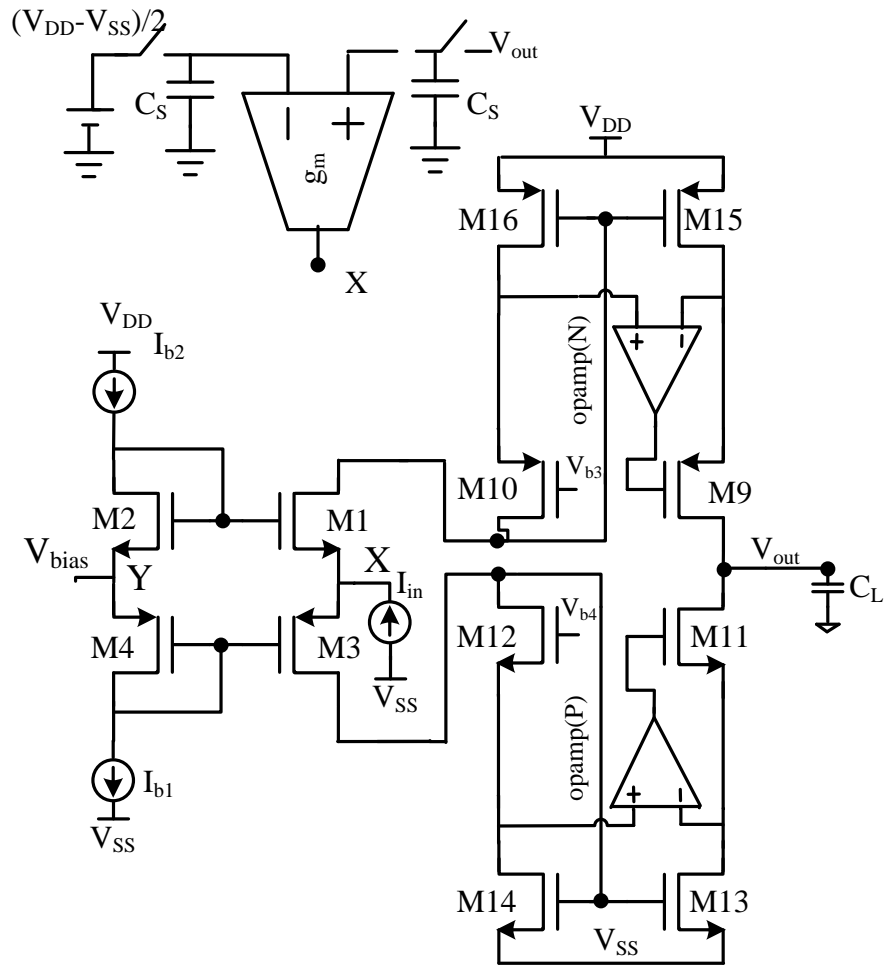 (V_DD-V_SS)/2
V_out
C_S
C_S
− +
g_m
X
V_DD
M16
M15
V_DD
I_b2
opamp(N)
+ −
M10
V_b3
M9
M2
M1
V_bias
Y
X
I_in
V_out
C_L
M4
M3
V_SS
M12
V_b4
M11
I_b1
V_SS
opamp(P)
+ −
M14
M13
V_SS